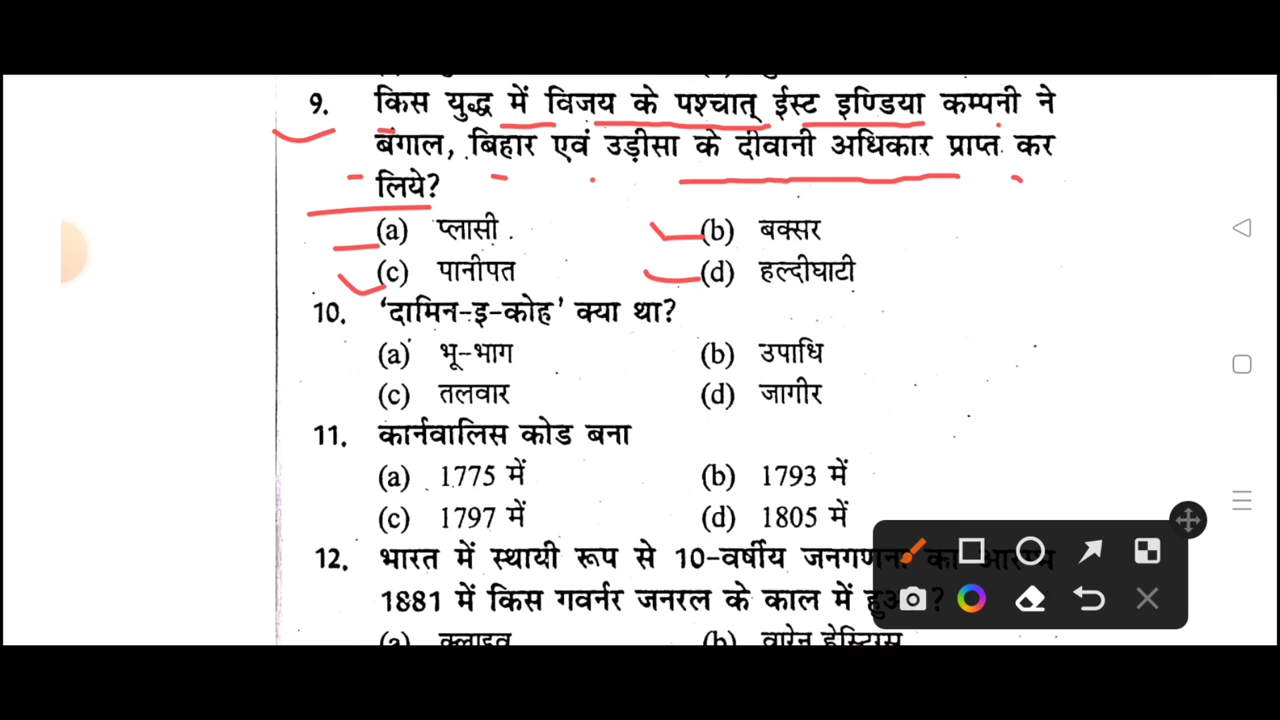 9. किस युद्ध में विजय के पश्चात् ईस्ट इण्डिया कम्पनी ने
बंगाल, बिहार एवं उड़ीसा के दीवानी अधिकार प्राप्त कर
लिये?
(a) प्लासी (b) बक्सर
(c) पानीपत (d) हल्दीघाटी
10. 'दामिन-इ-कोह' क्या था?
(a) भू-भाग (b) उपाधि
(c) तलवार (d) जागीर
11. कार्नवालिस कोड बना
(a) 1775 में (b) 1793 में
(c) 1797 में (d) 1805 में
12. भारत में स्थायी रूप से 10-वर्षीय जनगणना का
1881 में किस गवर्नर जनरल के काल में ?
(a) क्लाइव (b) वारेन हेस्टिंग्स